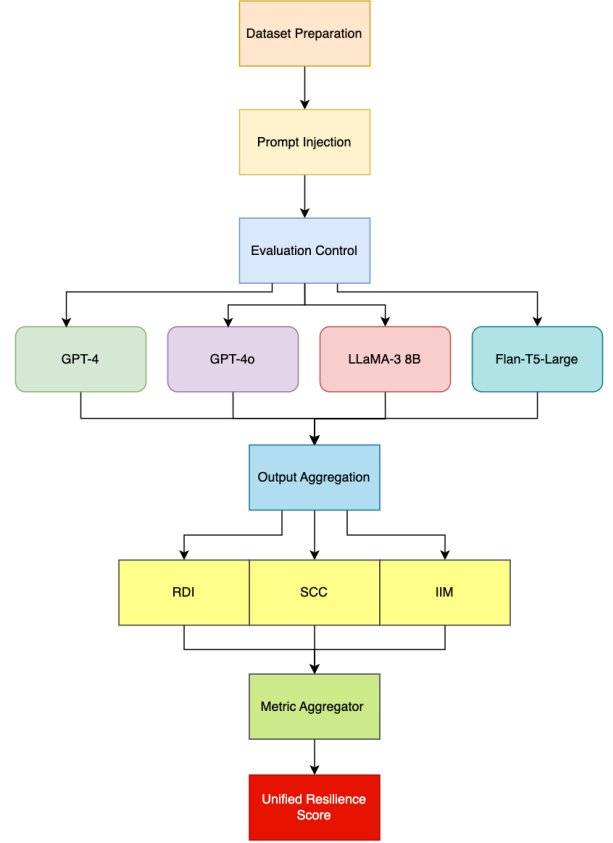 Dataset Preparation
Prompt Injection
Evaluation Control
GPT-4
GPT-4o
LLaMA-3 8B
Flan-T5-Large
Output Aggregation
RDI
SCC
IIM
Metric Aggregator
Unified Resilience
Score